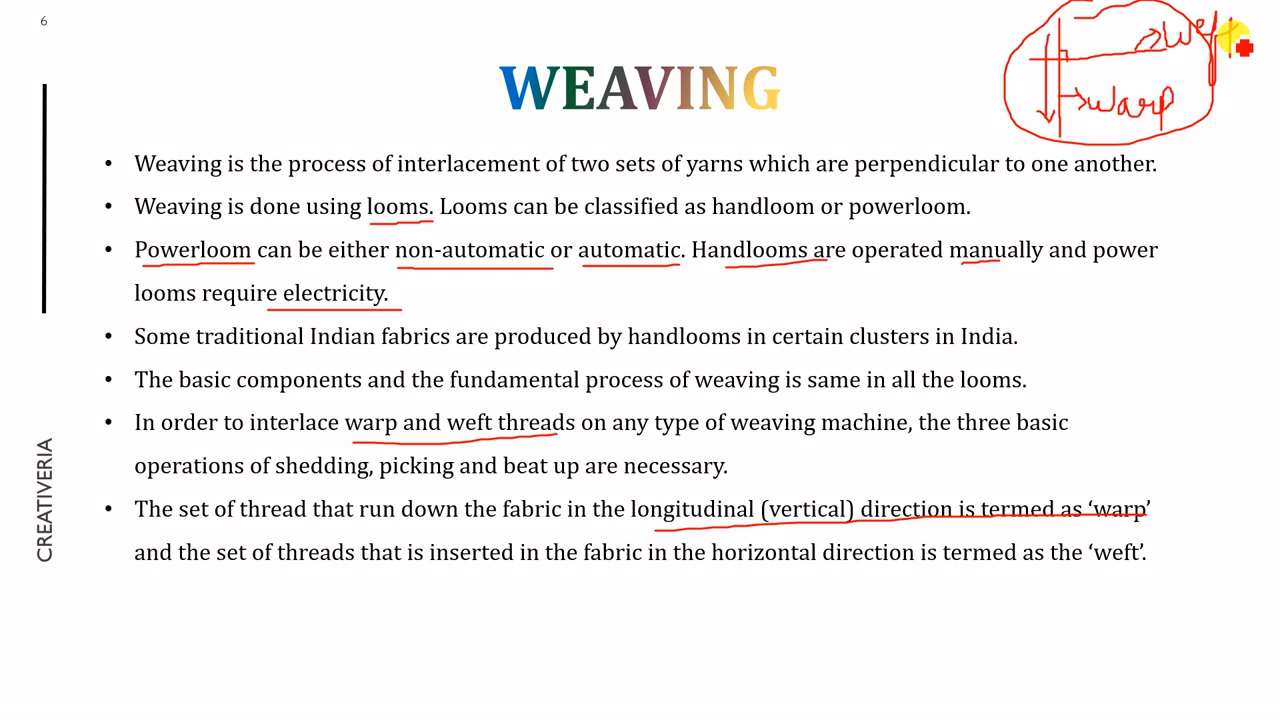 6
WEAVING
weft
warp
• Weaving is the process of interlacement of two sets of yarns which are perpendicular to one another.
• Weaving is done using looms. Looms can be classified as handloom or powerloom.
• Powerloom can be either non-automatic or automatic. Handlooms are operated manually and power
looms require electricity.
• Some traditional Indian fabrics are produced by handlooms in certain clusters in India.
• The basic components and the fundamental process of weaving is same in all the looms.
• In order to interlace warp and weft threads on any type of weaving machine, the three basic
operations of shedding, picking and beat up are necessary.
• The set of thread that run down the fabric in the longitudinal (vertical) direction is termed as ‘warp’
and the set of threads that is inserted in the fabric in the horizontal direction is termed as the ‘weft’.
CREATIVERIA